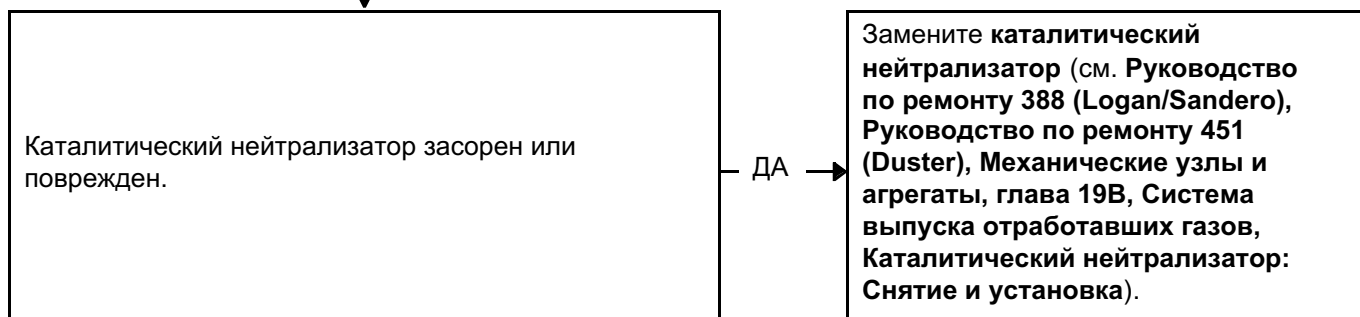 Каталитический нейтрализатор засорен или
поврежден.
ДА
Замените каталитический
нейтрализатор (см. Руководство
по ремонту 388 (Logan/Sandero),
Руководство по ремонту 451
(Duster), Механические узлы и
агрегаты, глава 19B, Система
выпуска отработавших газов,
Каталитический нейтрализатор:
Снятие и установка).